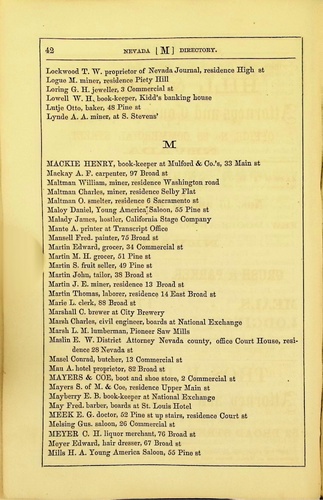 42 NEVADA [M] DIRECTORY.
Lockwood T. W. proprietor of Nevada Journal, residence High st
Logue M. miner, residence Piety Hill
Loring G. H. jeweller, 3 Commercial st
Lowell W. H, book-keeper, Kidd's banking house
Lutje Otto, baker, 48 Pine st
Lynde A. A. miner, at S. Stevens'
M
MACKIE HENRY, book-keeper at Mulford & Co.'s, 33 Main st
Mackay A. F. carpenter, 97 Broad st
Maltman William, miner, residence Washington road
Maltman Charles, miner, residence Selby Flat
Maltman O. smelter, residence 6 Sacramento st
Maloy Daniel, Young America Saloon, 55 Pine st
Malady James, hostler, California Stage Company
Manto A. printer at Transcript Office
Mansell Fred. painter, 75 Broad st
Martin Edward, grocer, 34 Commercial st
Martin M. H. grocer, 51 Pine st
Martin S. fruit seller, 49 Pine st
Martin John, tailor, 38 Broad st
Martin J. E. miner, residence 13 Broad st
Martin Thomas, laborer, residence 14 East Broad st
Marie L. clerk, 88 Broad st
Marshall C. brewer at City Brewery
Marsh Charles, civil engineer, boards at National Exchange
Marsh L. M. lumberman, Pioneer Saw Mills
Maslin E. W. District Attorney Nevada county, office Court House, resi-
dence 28 Nevada st
Masel Conrad, butcher, 13 Commercial st
Mau A. hotel proprietor, 82 Broad st
MAYERS & COE, boot and shoe store, 2 Commercial st
Mayers S. of M. & Coe, residence Upper Main st
Mayberry E. B. book-keeper at National Exchange
May Fred. barber, boards at St. Louis Hotel
MEEK E. G. doctor, 52 Pine st up stairs, residence Court st
Melsing Gus. saloon, 26 Commercial st
MEYER C. H. liquor merchant, 76 Broad st
Meyer Edward, hair dresser, 67 Broad st
Mills H. A. Young America Saloon, 55 Pine st